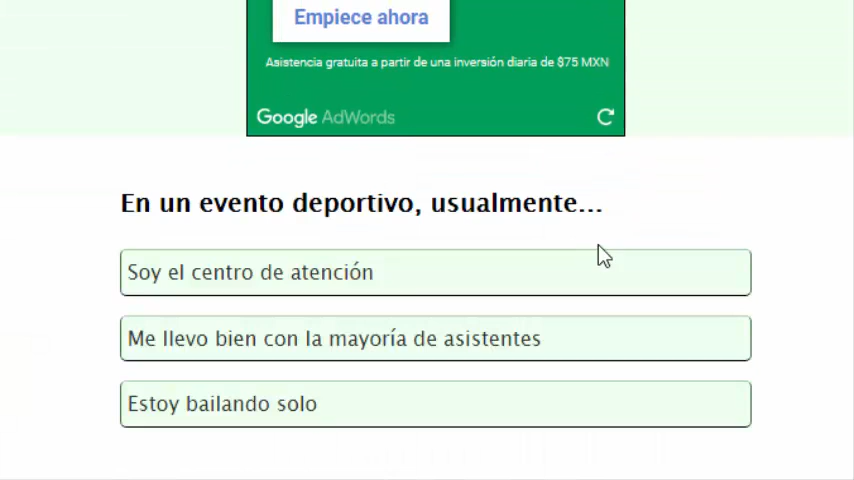 Empiece ahora
Asistencia gratuita a partir de una inversión diaria de $75 MXN
Google AdWords
En un evento deportivo, usualmente...
Soy el centro de atención
Me llevo bien con la mayoría de asistentes
Estoy bailando solo